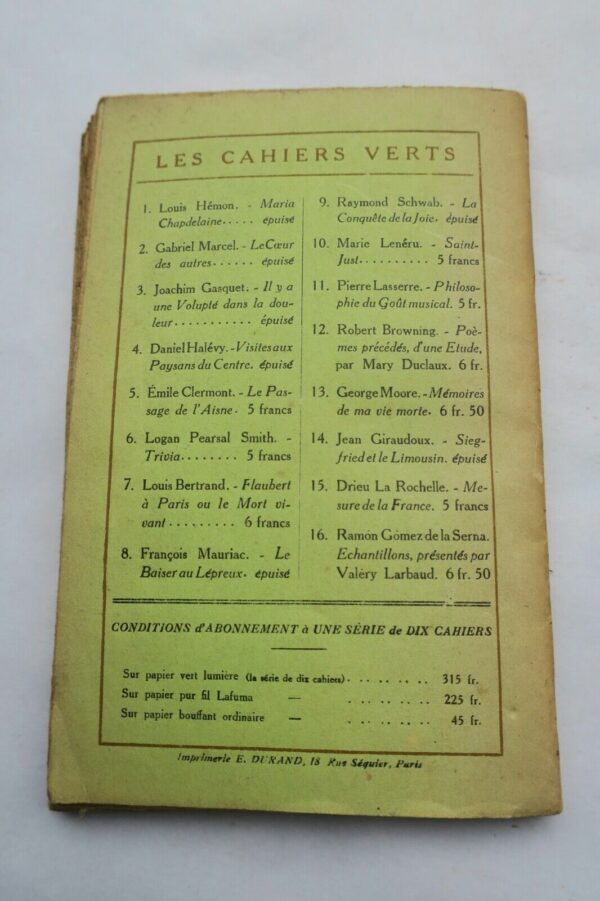 LES CAHIERS VERTS
1. Louis Hémon. - Maria
Chapdelaine..... épuisé
2. Gabriel Marcel. - Le Cœur
des autres...... épuisé
3. Joachim Gasquet. - Il y a
une Volupté dans la dou-
leur........... épuisé
4. Daniel Halévy. - Visites aux
Paysans du Centre. épuisé
5. Émile Clermont. - Le Pas-
sage de l'Aisne. 5 francs
6. Logan Pearsal Smith. -
Trivia........ 5 francs
7. Louis Bertrand. - Flaubert
à Paris ou le Mort vi-
vant......... 6 francs
8. François Mauriac. - Le
Baiser au Lépreux. épuisé
9. Raymond Schwab. - La
Conquête de la Joie. épuisé
10. Marie Lenéru. - Saint-
Just.......... 5 francs
11. Pierre Lasserre. - Philoso-
phie du Goût musical. 5 fr.
12. Robert Browning. - Poè-
mes précédés, d'une Etude,
par Mary Duclaux. 6 fr.
13. George Moore. - Mémoires
de ma vie morte. 6 fr. 50
14. Jean Giraudoux. - Sieg-
fried et le Limousin. épuisé
15. Drieu La Rochelle. - Me-
sure de la France. 5 francs
16. Ramón Gómez de la Serna.
Echantillons, présentés par
Valéry Larbaud. 6 fr. 50
CONDITIONS d'ABONNEMENT à UNE SÉRIE de DIX CAHIERS
Sur papier vert lumière (la série de dix cahiers). . . . . . . . 315 fr.
Sur papier pur fil Lafuma — . . . . . . . 225 fr.
Sur papier bouffant ordinaire — . . . . . . . 45 fr.
Imprimerie E. DURAND, 18 Rue Séguier, Paris